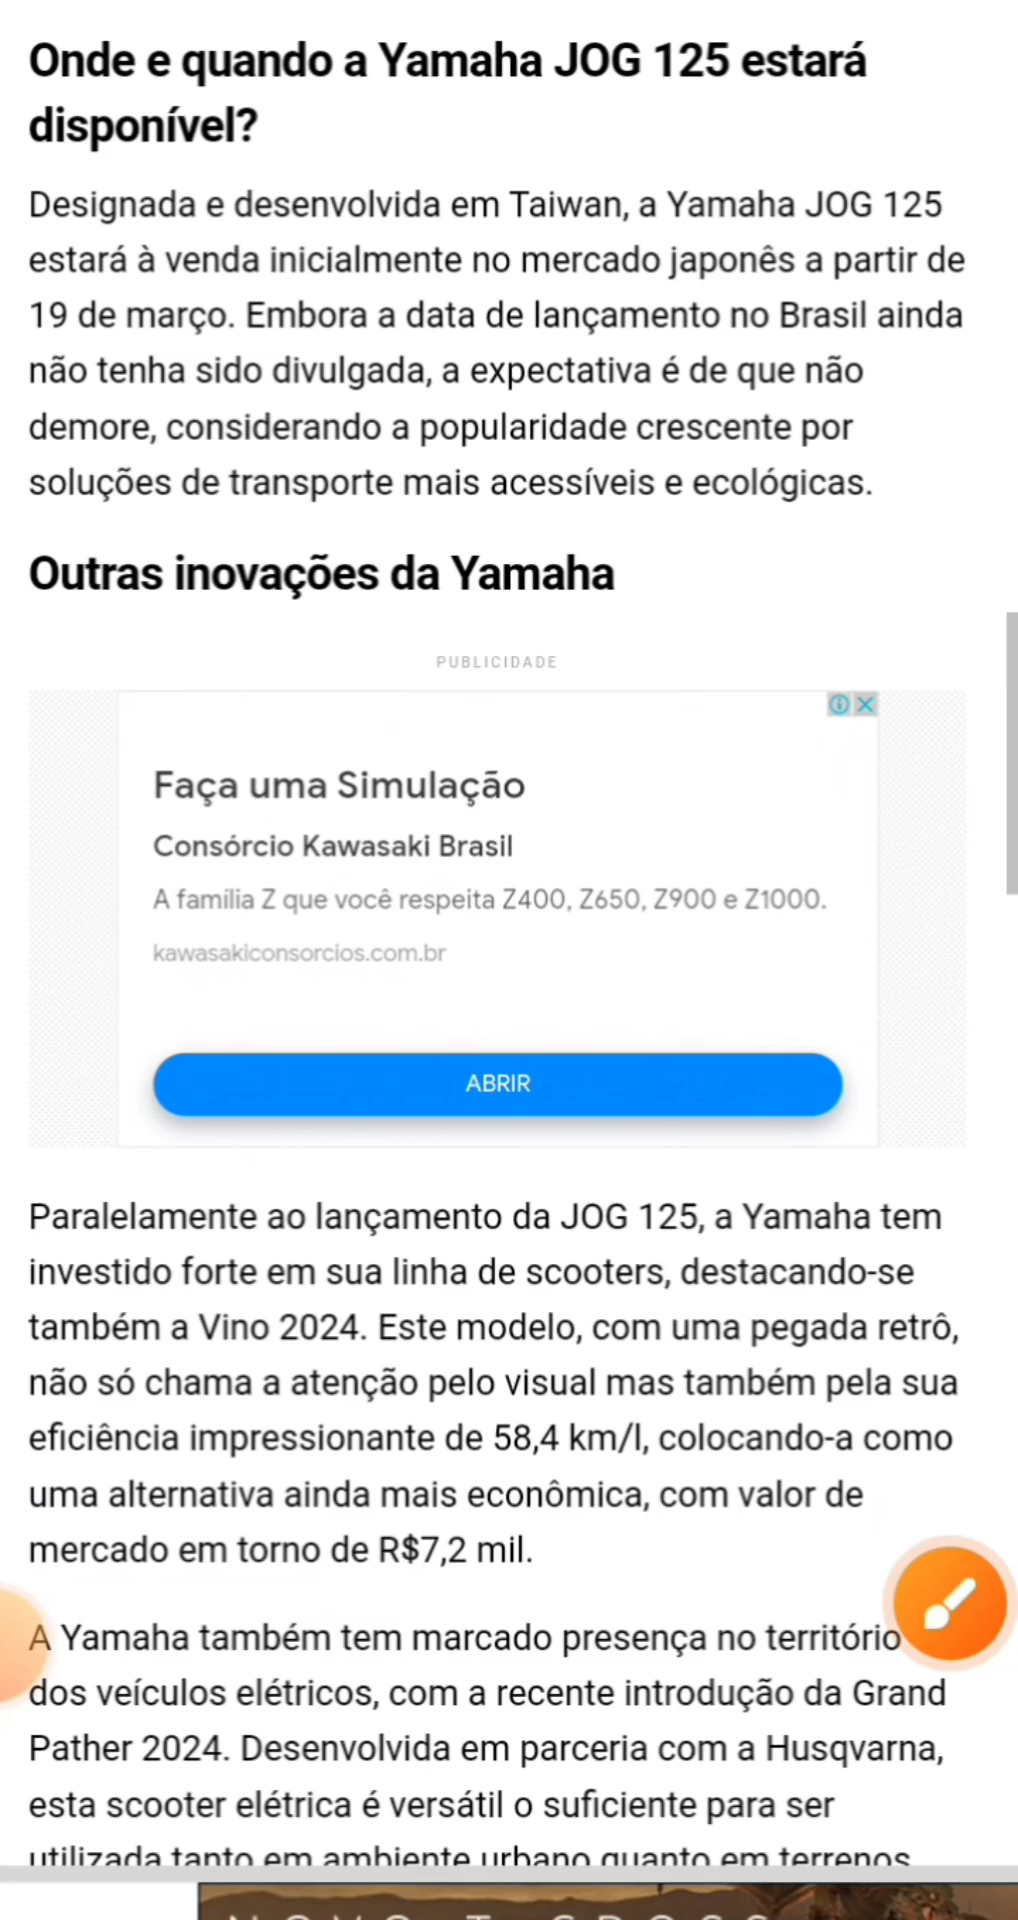 Onde e quando a Yamaha JOG 125 estará
disponível?
Designada e desenvolvida em Taiwan, a Yamaha JOG 125
estará à venda inicialmente no mercado japonês a partir de
19 de março. Embora a data de lançamento no Brasil ainda
não tenha sido divulgada, a expectativa é de que não
demore, considerando a popularidade crescente por
soluções de transporte mais acessíveis e ecológicas.
Outras inovações da Yamaha
PUBLICIDADE
Faça uma Simulação
Consórcio Kawasaki Brasil
A família Z que você respeita Z400, Z650, Z900 e Z1000.
kawasakiconsorcios.com.br
ABRIR
Paralelamente ao lançamento da JOG 125, a Yamaha tem
investido forte em sua linha de scooters, destacando-se
também a Vino 2024. Este modelo, com uma pegada retrô,
não só chama a atenção pelo visual mas também pela sua
eficiência impressionante de 58,4 km/l, colocando-a como
uma alternativa ainda mais econômica, com valor de
mercado em torno de R$7,2 mil.
A Yamaha também tem marcado presença no território
dos veículos elétricos, com a recente introdução da Grand
Pather 2024. Desenvolvida em parceria com a Husqvarna,
esta scooter elétrica é versátil o suficiente para ser
utilizada tanto em ambiente urbano quanto em terrenos